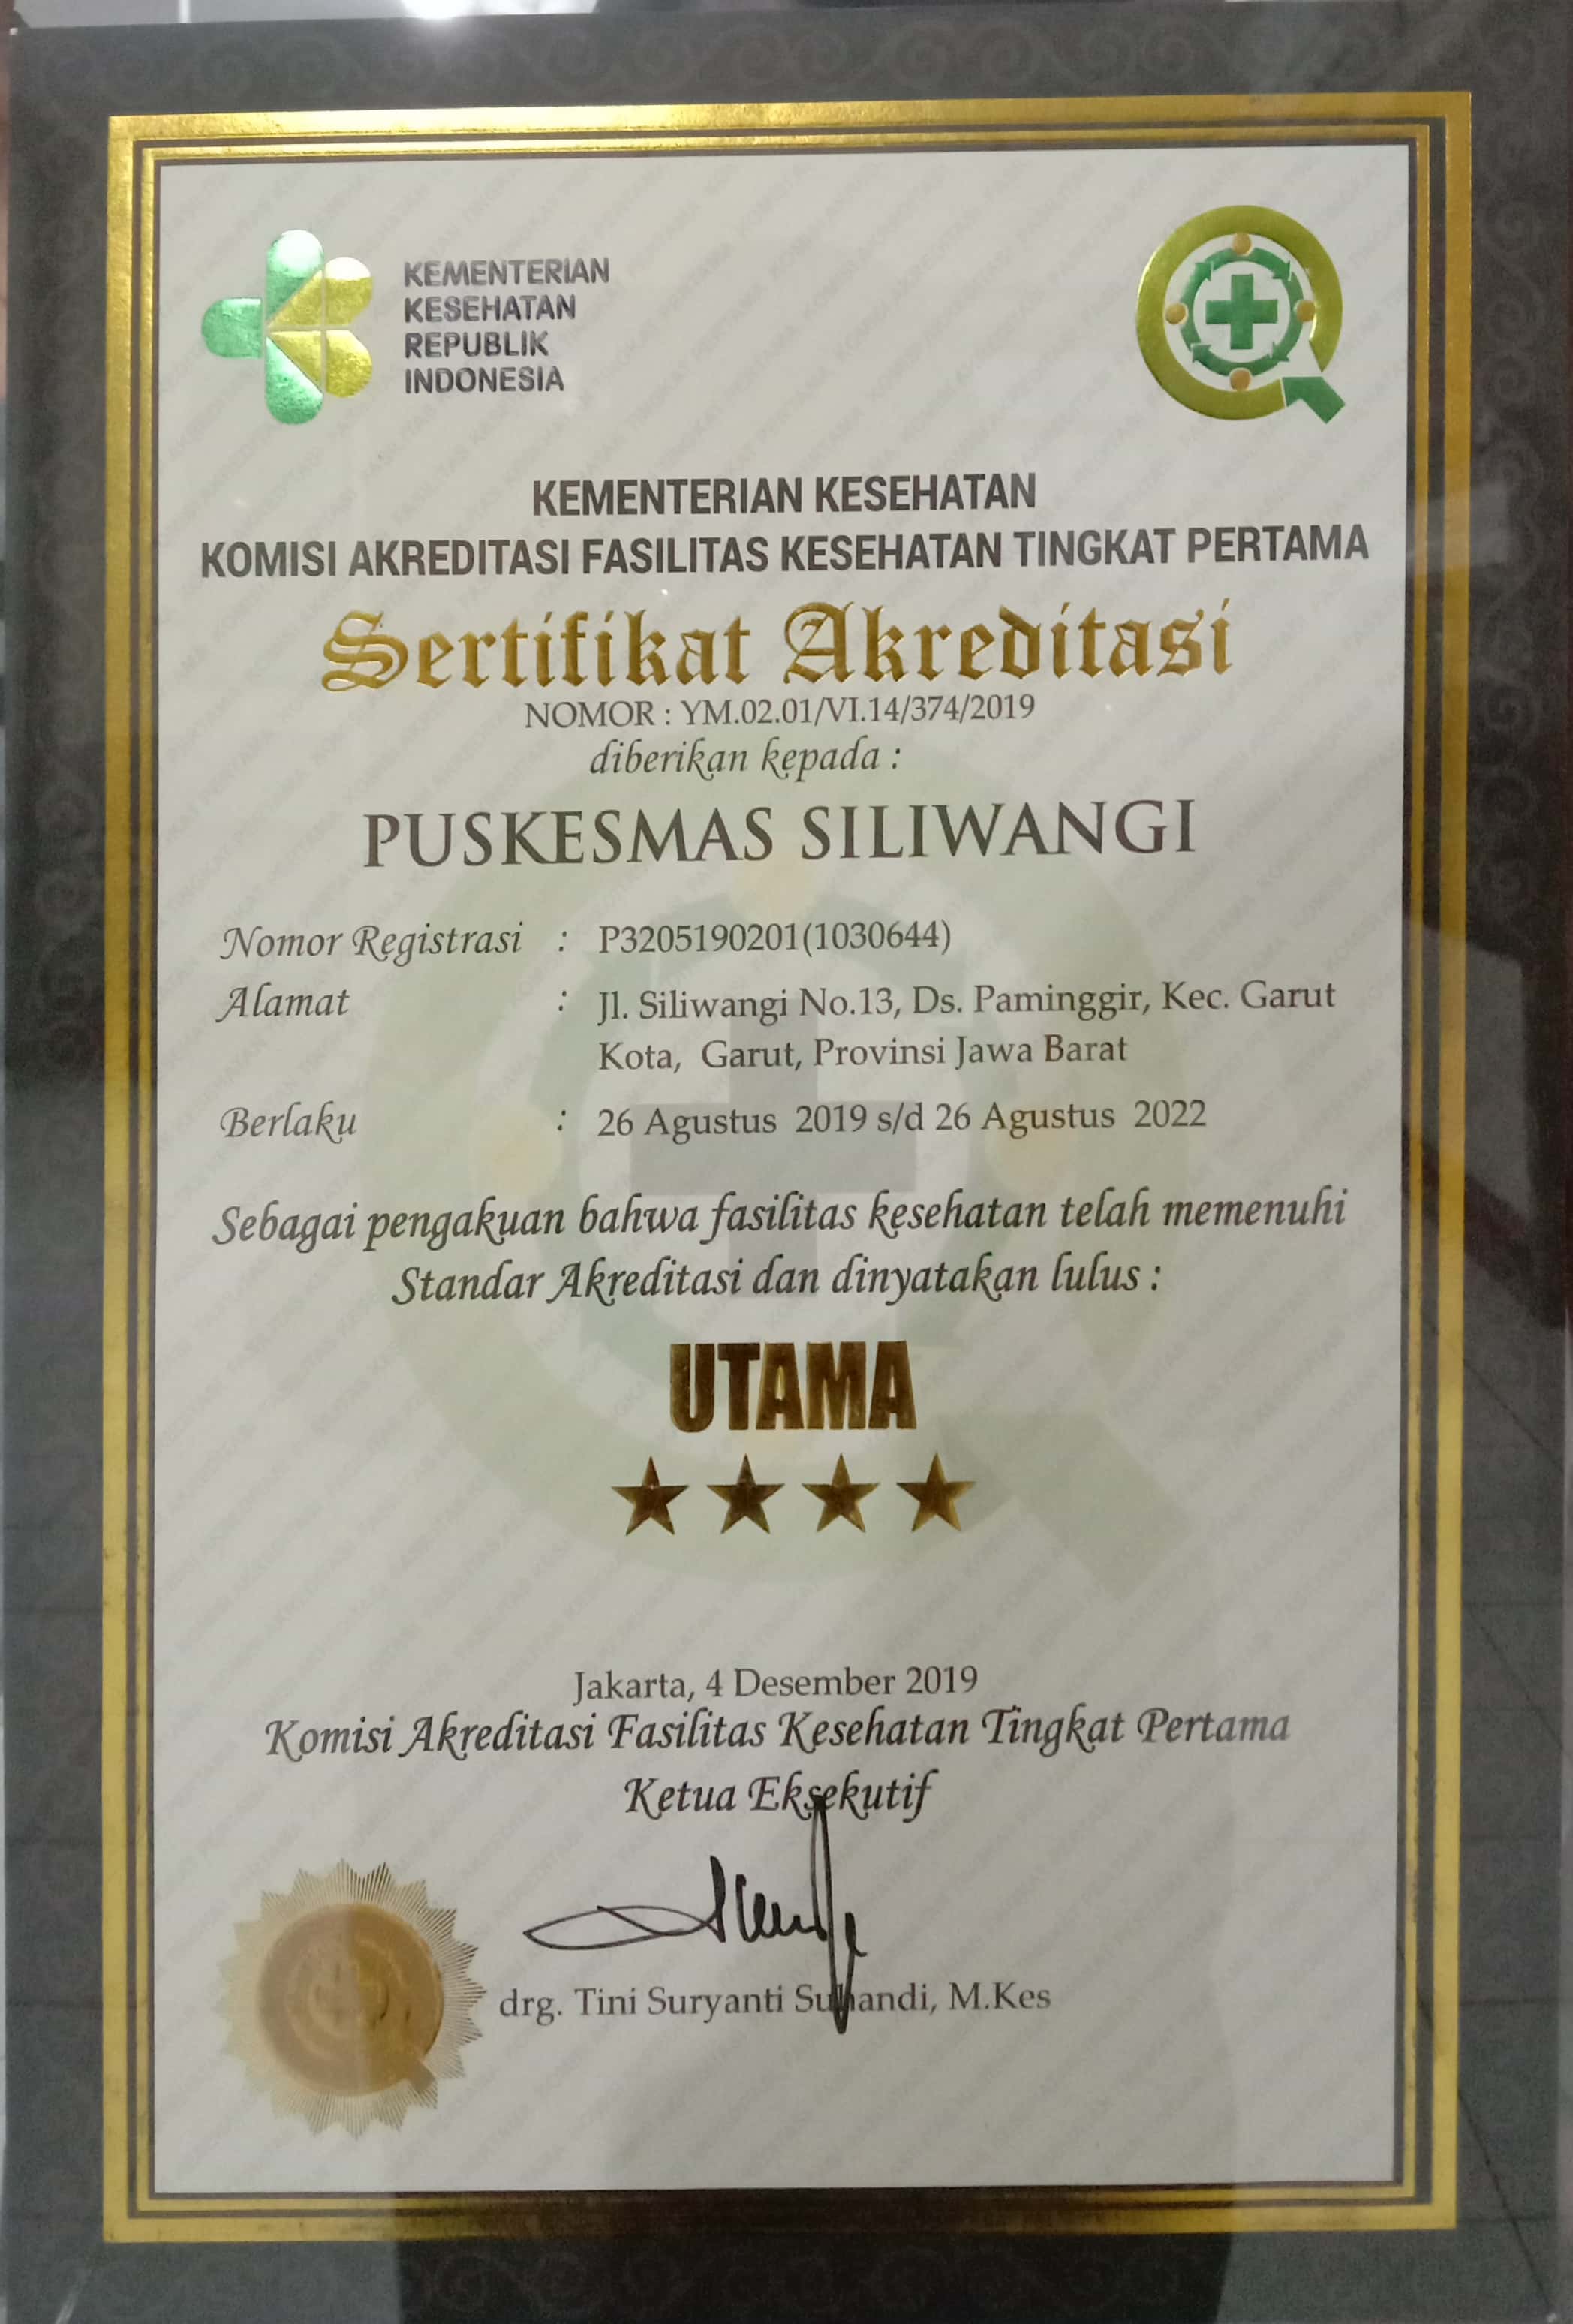 KEMENTERIAN
KESEHATAN
REPUBLIK
INDONESIA
KEMENTERIAN KESEHATAN
KOMISI AKREDITASI FASILITAS KESEHATAN TINGKAT PERTAMA
Sertifikat Akreditasi
NOMOR : YM.02.01/VI.14/374/2019
diberikan kepada :
PUSKESMAS SILIWANGI
Nomor Registrasi : P3205190201(1030644)
Alamat : Jl. Siliwangi No.13, Ds. Paminggir, Kec. Garut
Kota, Garut, Provinsi Jawa Barat
Berlaku : 26 Agustus 2019 s/d 26 Agustus 2022
Sebagai pengakuan bahwa fasilitas kesehatan telah memenuhi
Standar Akreditasi dan dinyatakan lulus :
UTAMA
Jakarta, 4 Desember 2019
Komisi Akreditasi Fasilitas Kesehatan Tingkat Pertama
Ketua Eksekutif
drg. Tini Suryanti Suhandi, M.Kes